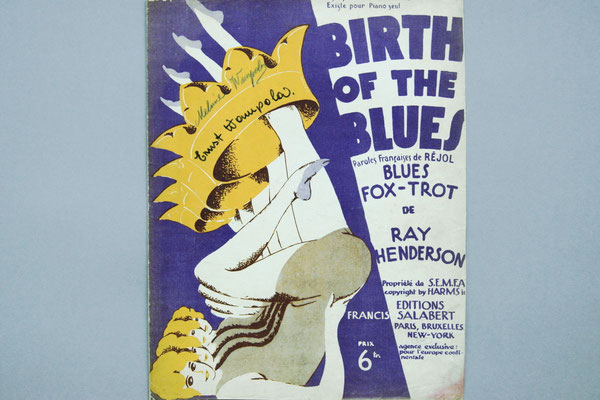 Existe pour Piano seul
BIRTH
OF THE
BLUES
Paroles Françaises de RÉJOL
BLUES
FOX-TROT
DE
RAY
HENDERSON
Propriété de S.E.M.E.A
copyright by HARMS
EDITIONS
FRANCIS SALABERT
PARIS, BRUXELLES
NEW-YORK
PRIX
6 frs
agence exclusive:
pour l'europe conti-
nentale
Wampola
Ernst Wampola.